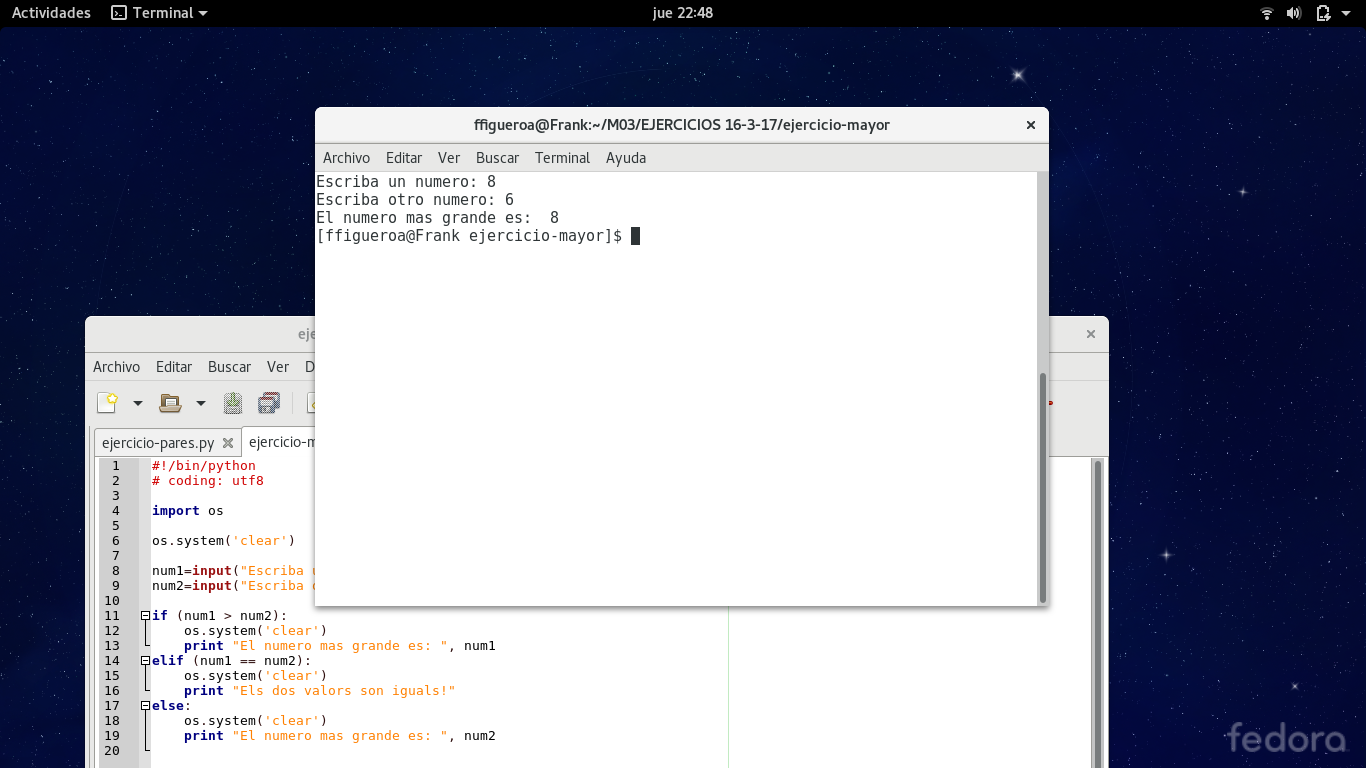 Actividades Terminal jue 22:48
ffigueroa@Frank:~/M03/EJERCICIOS 16-3-17/ejercicio-mayor
Archivo Editar Ver Buscar Terminal Ayuda
Escriba un numero: 8
Escriba otro numero: 6
El numero mas grande es:  8
[ffigueroa@Frank ejercicio-mayor]$
eje
Archivo Editar Buscar Ver D
ejercicio-pares.py ejercicio-m
1 #!/bin/python
2 # coding: utf8
3
4 import os
5
6 os.system('clear')
7
8 num1=input("Escriba
9 num2=input("Escriba
10
11 if (num1 > num2):
12     os.system('clear')
13     print "El numero mas grande es: ", num1
14 elif (num1 == num2):
15     os.system('clear')
16     print "Els dos valors son iguals!"
17 else:
18     os.system('clear')
19     print "El numero mas grande es: ", num2
20
fedora